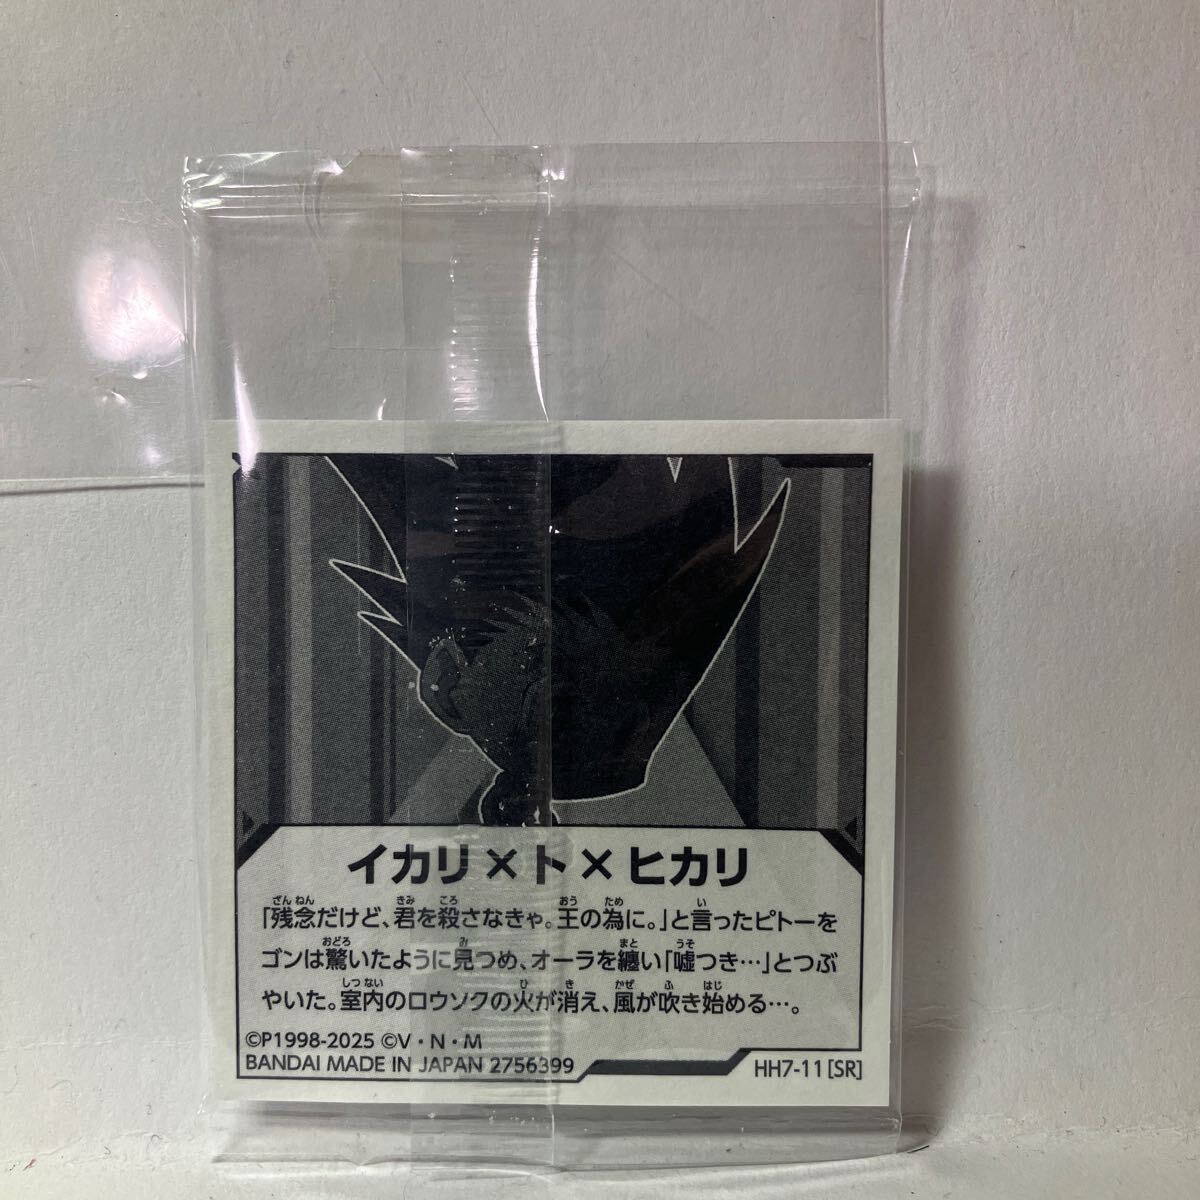 イカリ×ト×ヒカリ
「残念だけど、君を殺さなきゃ。王の為に。」と言ったピトーを
ゴンは驚いたように見つめ、オーラを纏い「嘘つき…」とつぶ
やいた。室内のロウソクの火が消え、風が吹き始める…。
©P1998-2025 ©V・N・M
BANDAI MADE IN JAPAN 2756399
HH7-11[SR]